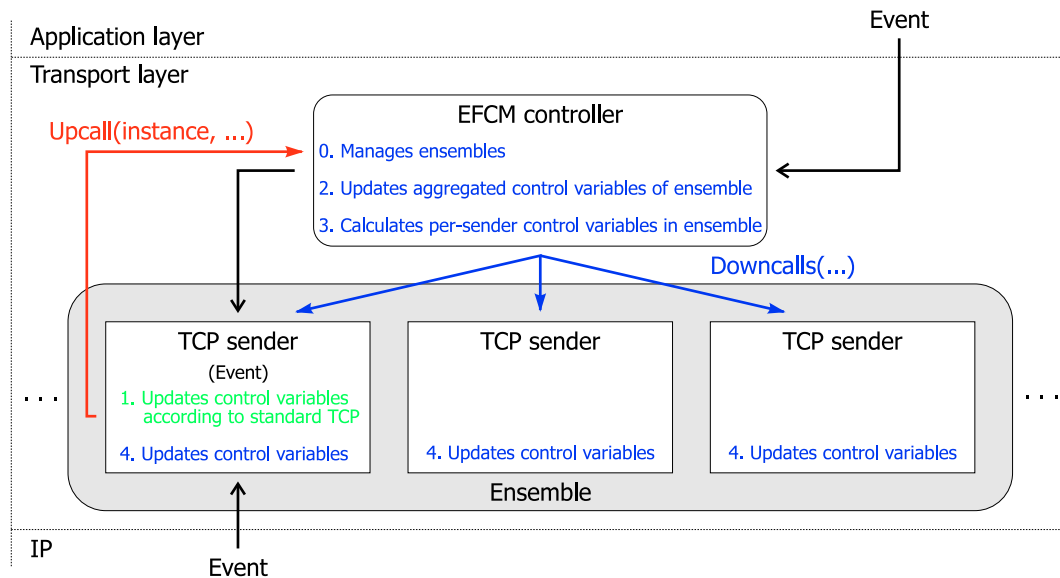 Event
Application layer
Transport layer
EFCM controller
Upcall(instance, ...)
0. Manages ensembles
2. Updates aggregated control variables of ensemble
3. Calculates per-sender control variables in ensemble
Downcalls(...)
TCP sender
(Event)
1. Updates control variables
according to standard TCP
4. Updates control variables
TCP sender
4. Updates control variables
TCP sender
4. Updates control variables
. . .
. . .
Ensemble
IP
Event